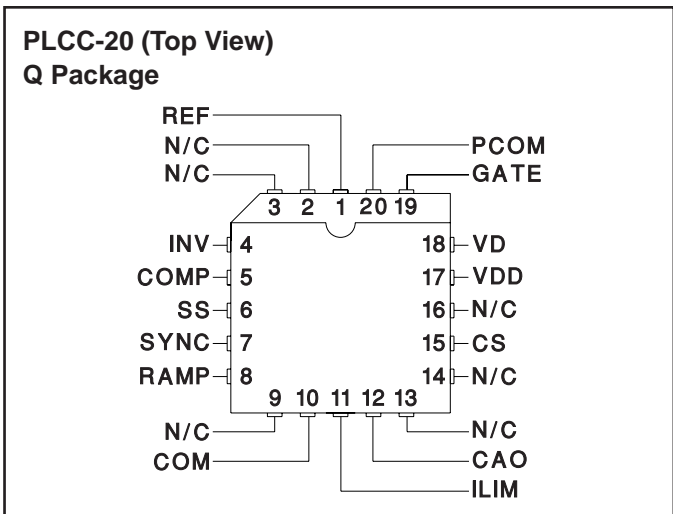 PLCC-20 (Top View)
Q Package
REF
N/C
PCOM
N/C
GATE
3 2 1 20 19
INV 4 18 VD
COMP 5 17 VDD
SS 6 16 N/C
SYNC 7 15 CS
RAMP 8 14 N/C
9 10 11 12 13
N/C N/C
COM CAO
ILIM